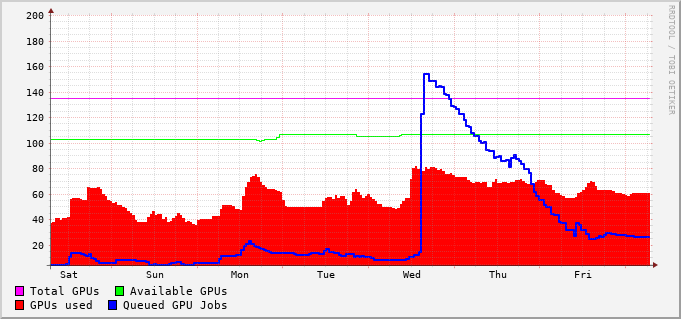 200
180
160
140
120
100
80
60
40
20
Sat Sun Mon Tue Wed Thu Fri
Total GPUs Available GPUs
GPUs used Queued GPU Jobs
RRDTOOL / TOBI OETIKER